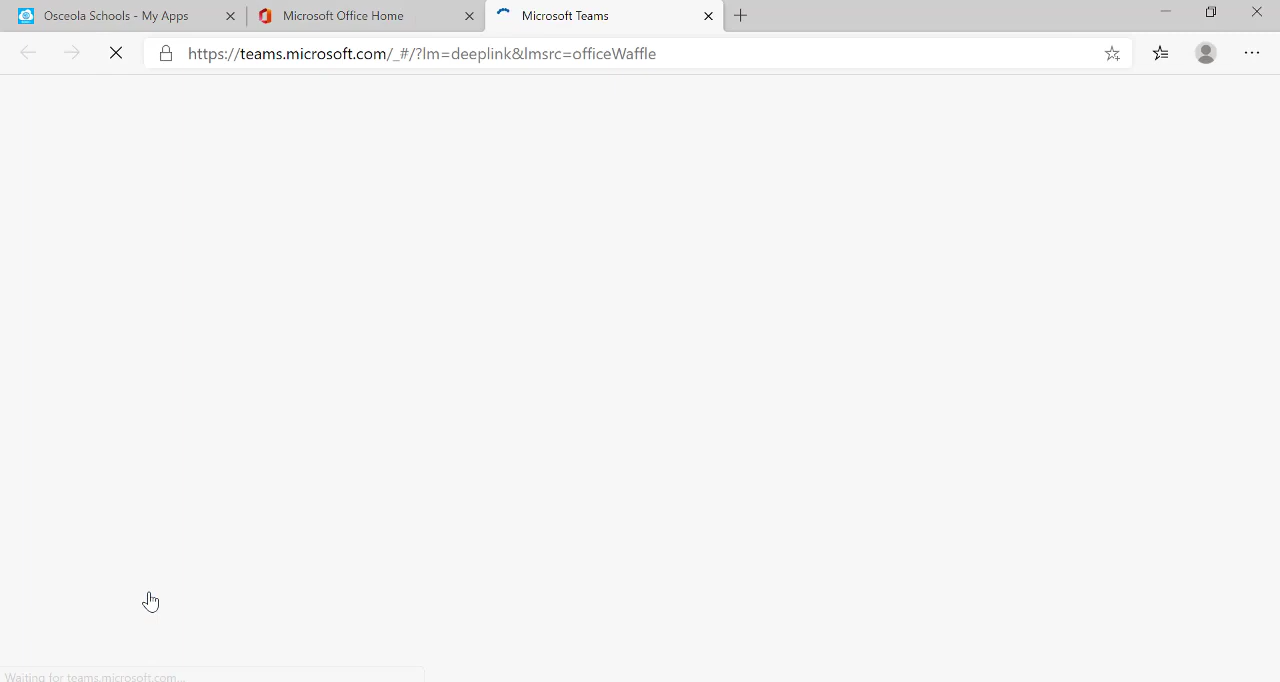 Osceola Schools - My Apps
Microsoft Office Home
Microsoft Teams
https://teams.microsoft.com/_#/?lm=deeplink&lmsrc=officeWaffle
Waiting for teams.microsoft.com...